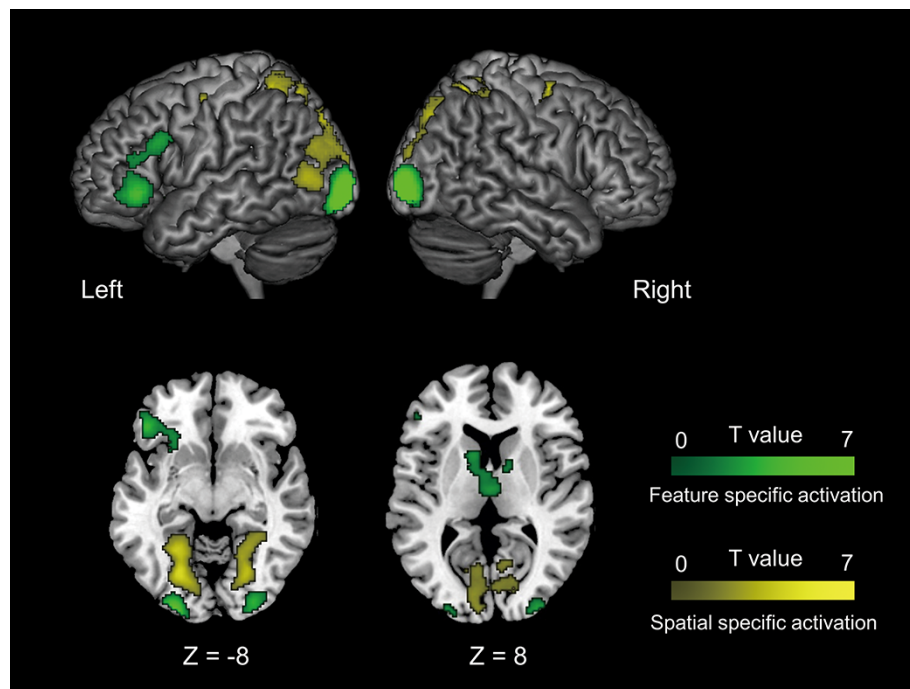 Left
Right
0 T value 7
Feature specific activation
0 T value 7
Spatial specific activation
Z = -8
Z = 8